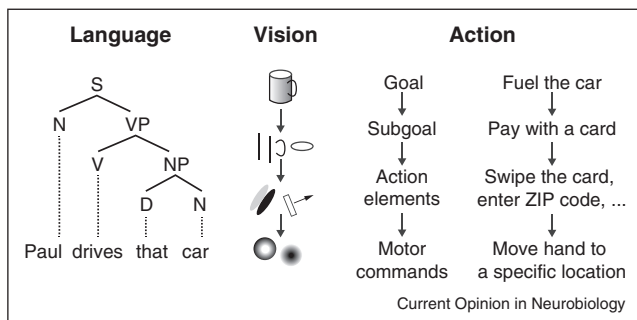 Language
Vision
Action
S
N VP
V NP
D N
Paul drives that car
Goal
Subgoal
Action
elements
Motor
commands
Fuel the car
Pay with a card
Swipe the card,
enter ZIP code, ...
Move hand to
a specific location
Current Opinion in Neurobiology